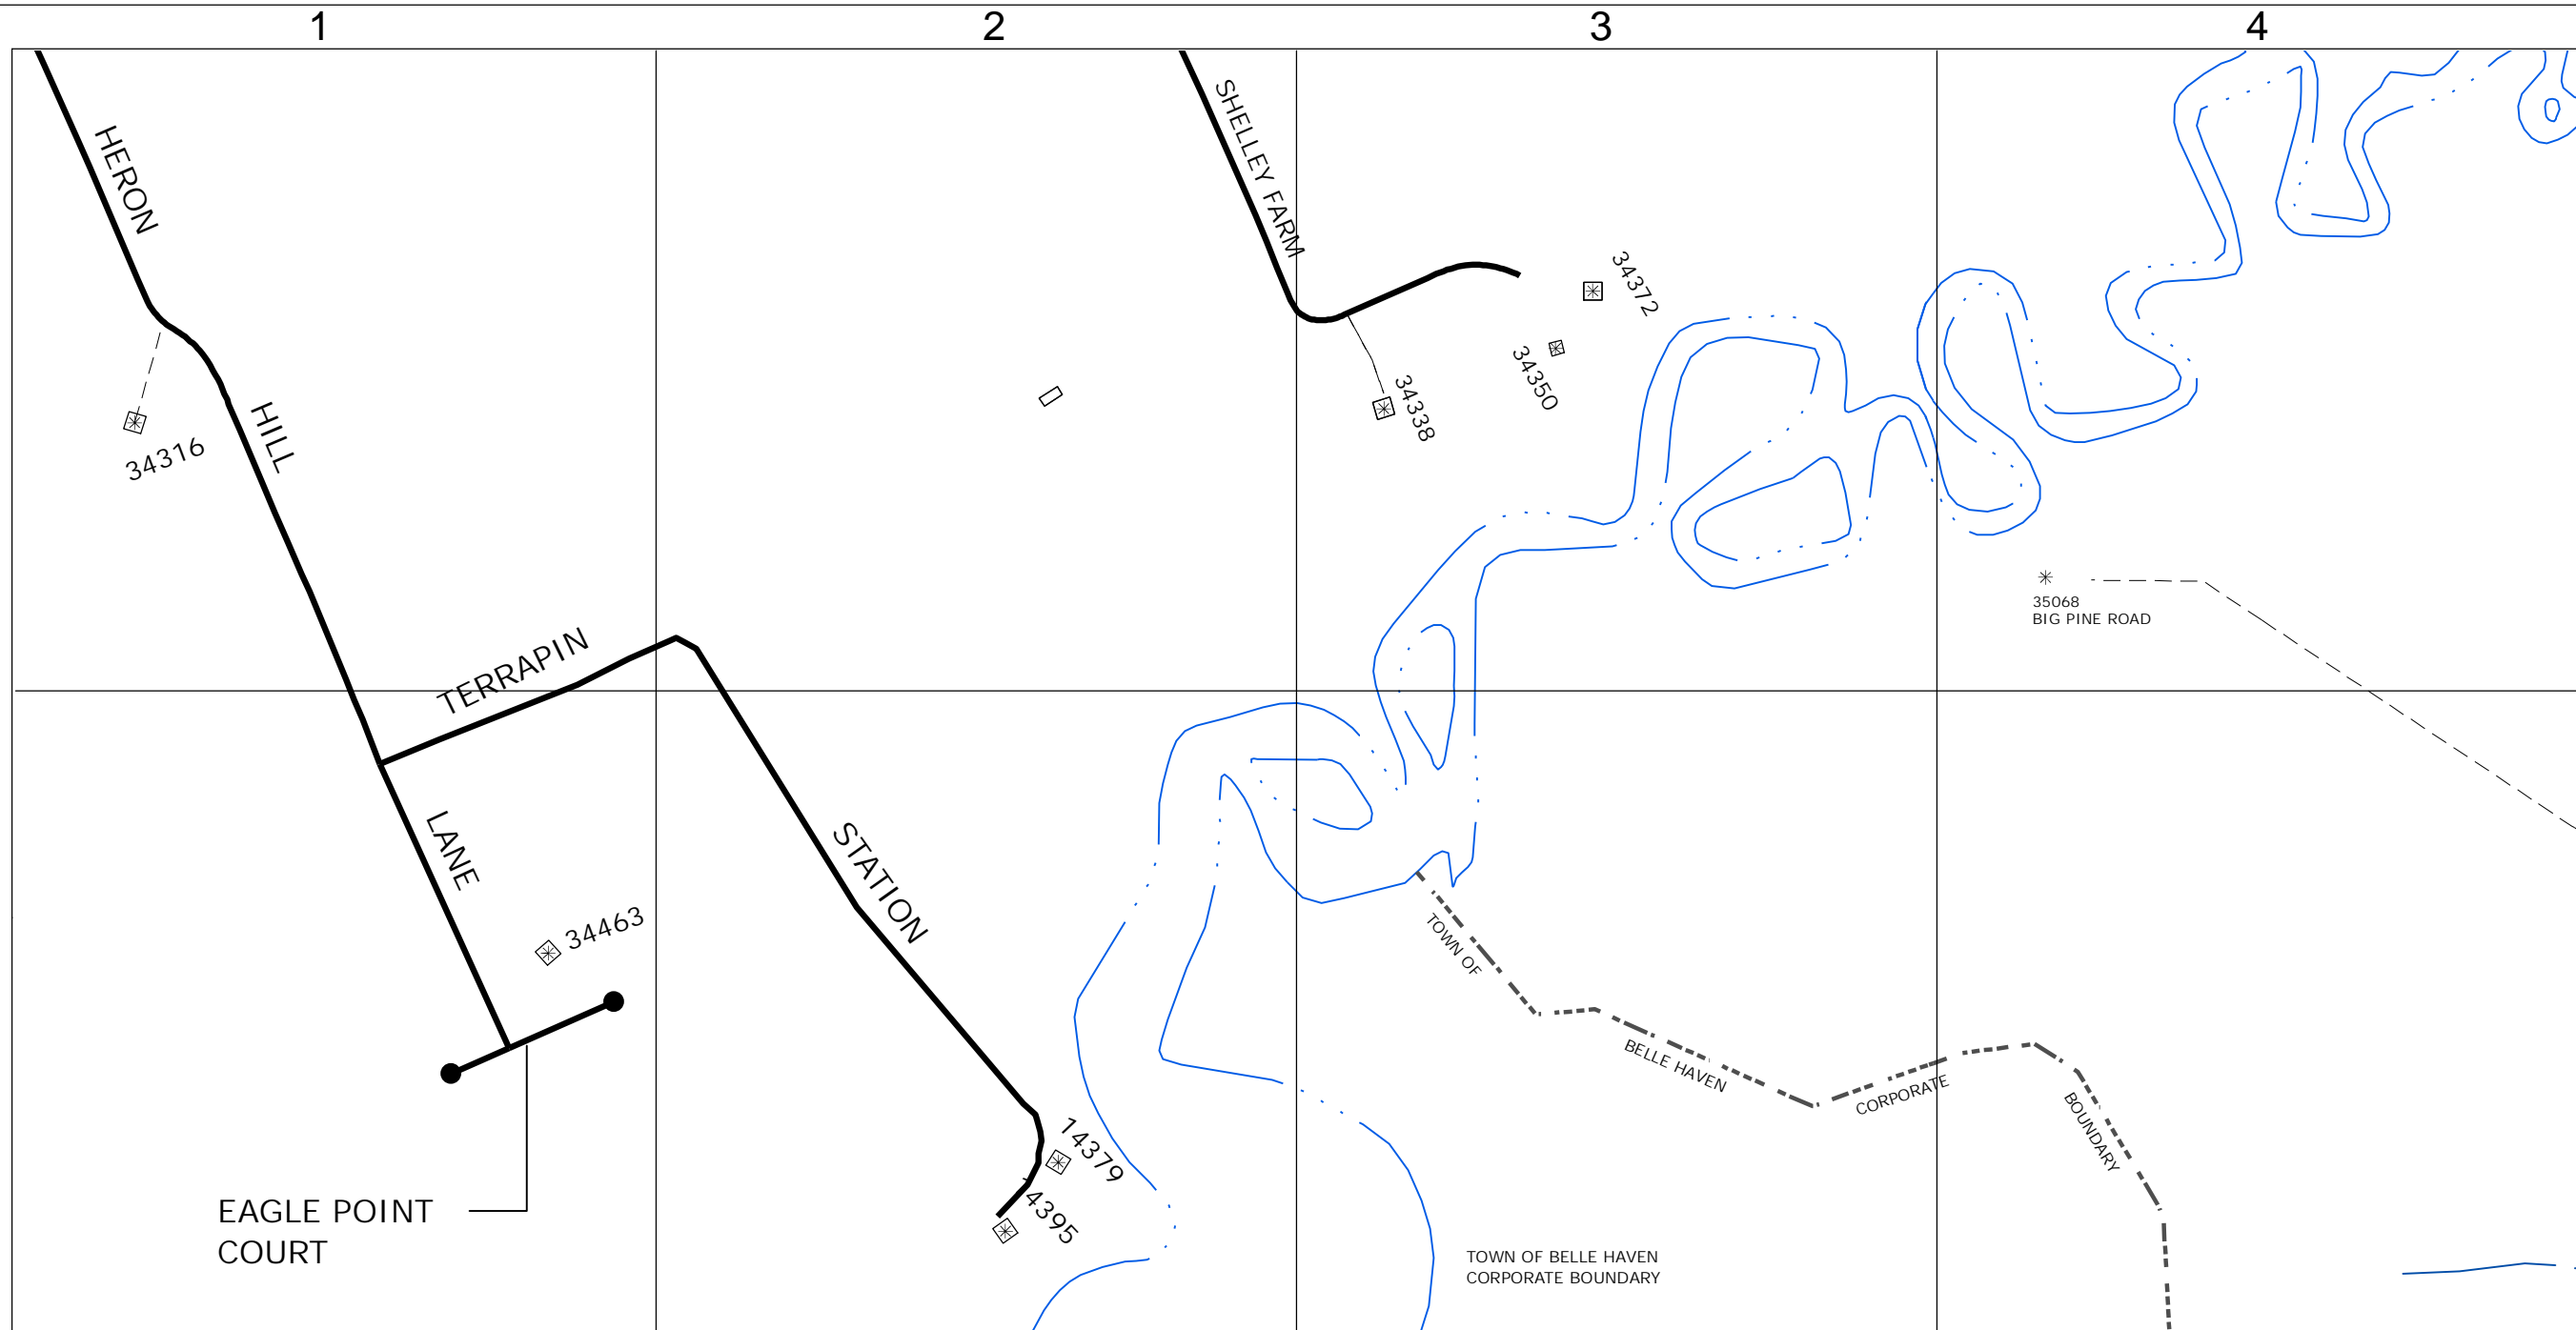 1
2
3
4
HERON
HILL
LANE
SHELLEY FARM
34372
34350
34338
34316
35068
BIG PINE ROAD
TERRAPIN
STATION
34463
TOWN OF
BELLE HAVEN
CORPORATE
BOUNDARY
14379
14395
EAGLE POINT
COURT
TOWN OF BELLE HAVEN
CORPORATE BOUNDARY